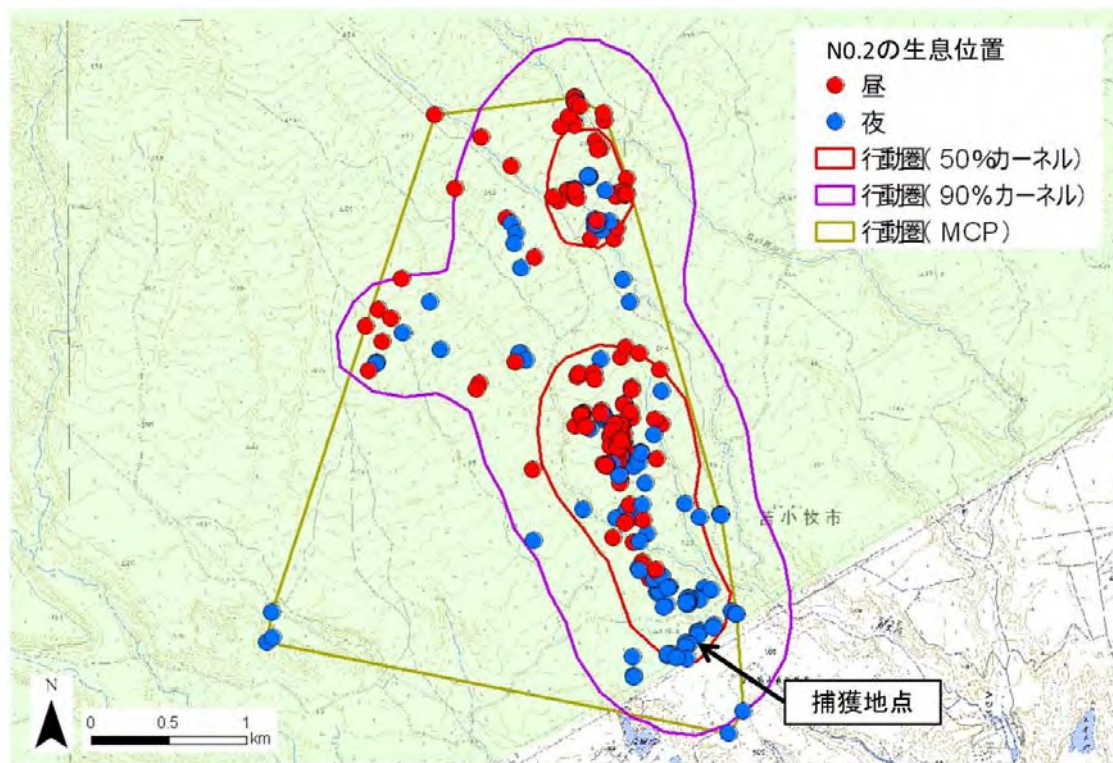 N0.2の生息位置
昼
夜
行動圏( 50%カーネル)
行動圏( 90%カーネル)
行動圏( MCP)
苫小牧市
捕獲地点
N
0 0.5 1
km